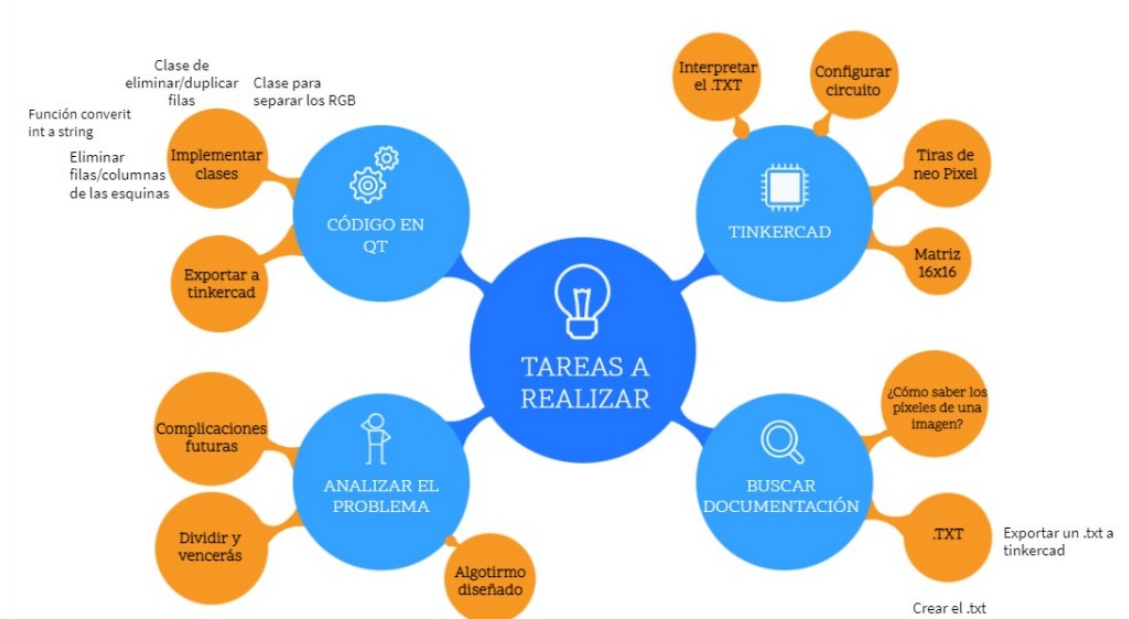 Clase de
eliminar/duplicar
filas
Clase para
separar los RGB
Función converit
int a string
Implementar
clases
Eliminar
filas/columnas
de las esquinas
CÓDIGO EN
QT
Exportar a
tinkercad
Interpretar
el .TXT
Configurar
circuito
Tiras de
neo Pixel
TINKERCAD
Matriz
16x16
TAREAS A
REALIZAR
Complicaciones
futuras
ANALIZAR EL
PROBLEMA
Dividir y
vencerás
Algotirmo
diseñado
¿Cómo saber los
píxeles de una
imagen?
BUSCAR
DOCUMENTACIÓN
.TXT
Exportar un .txt a
tinkercad
Crear el .txt